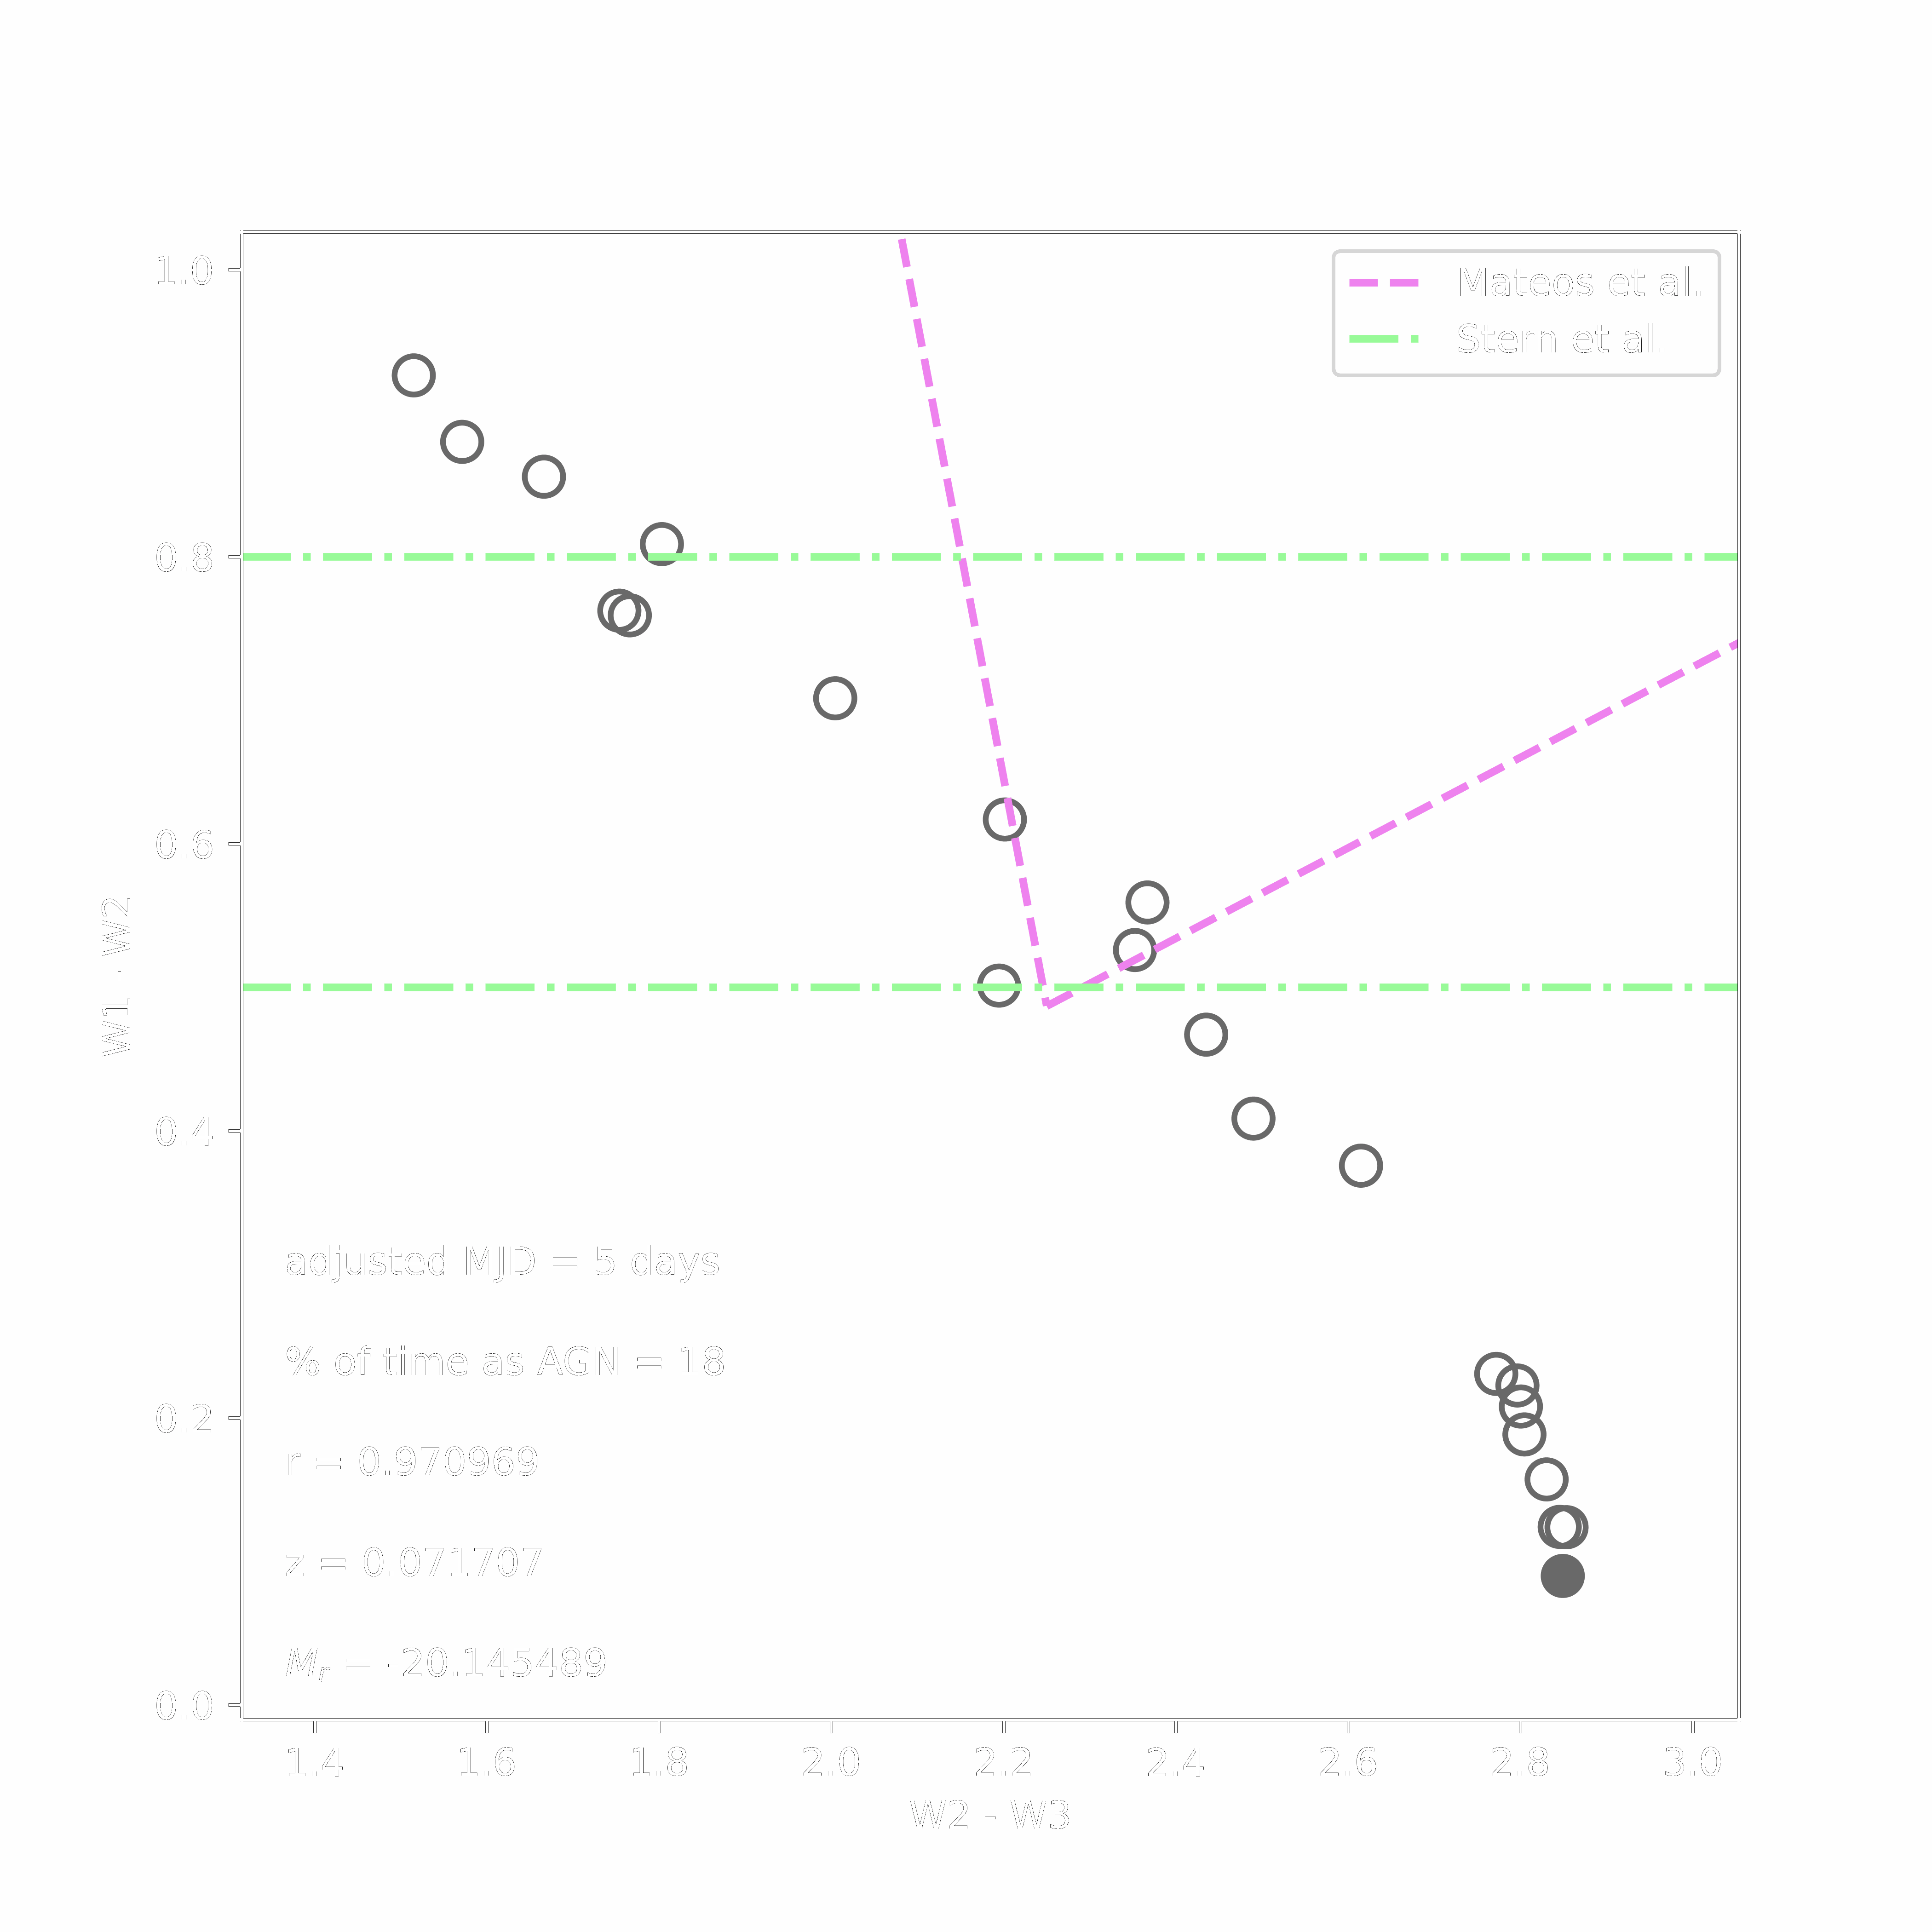 Mateos et al.
Stern et al.
1.0
0.8
0.6
0.4
0.2
0.0
W1 - W2
adjusted MJD = 5 days
% of time as AGN = 18
r = 0.970969
z = 0.071707
Mr = -20.145489
1.4 1.6 1.8 2.0 2.2 2.4 2.6 2.8 3.0
W2 - W3